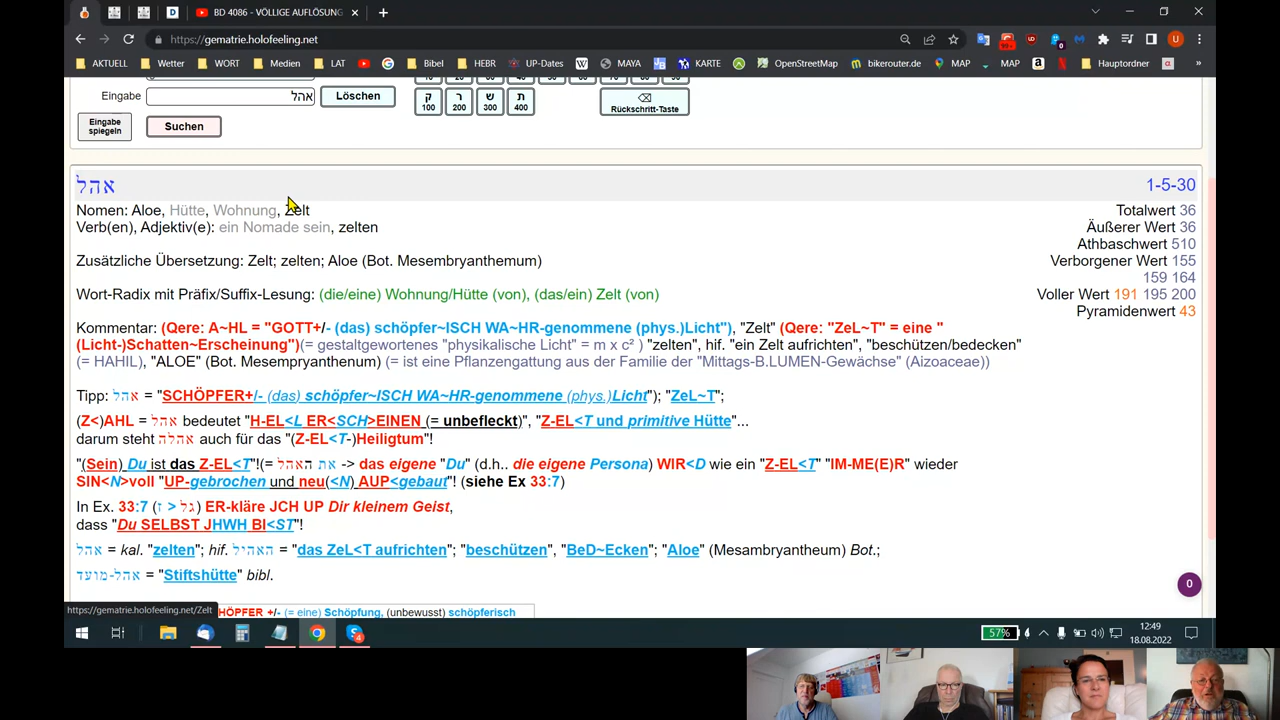 BD 4086 - VÖLLIGE AUFLÖSUNG
https://gematrie.holofeeling.net
AKTUELL Wetter WORT Medien LAT Bibel HEBR UP-Dates MAYA KARTE OpenStreetMap bikerouter.de MAP MAP Hauptordner »
Eingabe אהל Löschen ק 100 ר 200 ש 300 ת 400 Rückschritt-Taste
Eingabe spiegeln Suchen
אהל 1-5-30
Nomen: Aloe, Hütte, Wohnung, Zelt Totalwert 36
Verb(en), Adjektiv(e): ein Nomade sein, zelten Äußerer Wert 36
Athbaschwert 510
Zusätzliche Übersetzung: Zelt; zelten; Aloe (Bot. Mesembryanthemum) Verborgener Wert 155
159 164
Wort-Radix mit Präfix/Suffix-Lesung: (die/eine) Wohnung/Hütte (von), (das/ein) Zelt (von) Voller Wert 191 195 200
Pyramidenwert 43
Kommentar: (Qere: A~HL = "GOTT+/- (das) schöpfer~ISCH WA~HR-genommene (phys.)Licht"), "Zelt" (Qere: "ZeL~T" = eine "
(Licht-)Schatten~Erscheinung")(= gestaltgewortenes "physikalische Licht" = m x c² ) "zelten", hif. "ein Zelt aufrichten", "beschützen/bedecken"
(= HAHIL), "ALOE" (Bot. Mesempryanthemum) (= ist eine Pflanzengattung aus der Familie der "Mittags-B.LUMEN-Gewächse" (Aizoaceae))
Tipp: אהל = "SCHÖPFER+/- (das) schöpfer~ISCH WA~HR-genommene (phys.)Licht"); "ZeL~T";
(Z<)AHL = אהל bedeutet "H-EL<L ER<SCH>EINEN (= unbefleckt)", "Z-EL<T und primitive Hütte"...
darum steht אהלה auch für das "(Z-EL<T-)Heiligtum"!
"(Sein) Du ist das Z-EL<T"!(= את האהל -> das eigene "Du" (d.h.. die eigene Persona) WIR<D wie ein "Z-EL<T" "IM-ME(E)R" wieder
SIN<N>voll "UP-gebrochen und neu(<N) AUP<gebaut"! (siehe Ex 33:7)
In Ex. 33:7 (ז < גל) ER-kläre JCH UP Dir kleinem Geist,
dass "Du SELBST JHWH BI<ST"!
אהל = kal. "zelten"; hif. האהיל = "das ZeL<T aufrichten"; "beschützen", "BeD~Ecken"; "Aloe" (Mesambryantheum) Bot.;
אהל-מועד = "Stiftshütte" bibl.
0
https://gematrie.holofeeling.net/Zelt HÖPFER +/- (= eine) Schöpfung, (unbewusst) schöpferisch
57% 12:49
18.08.2022